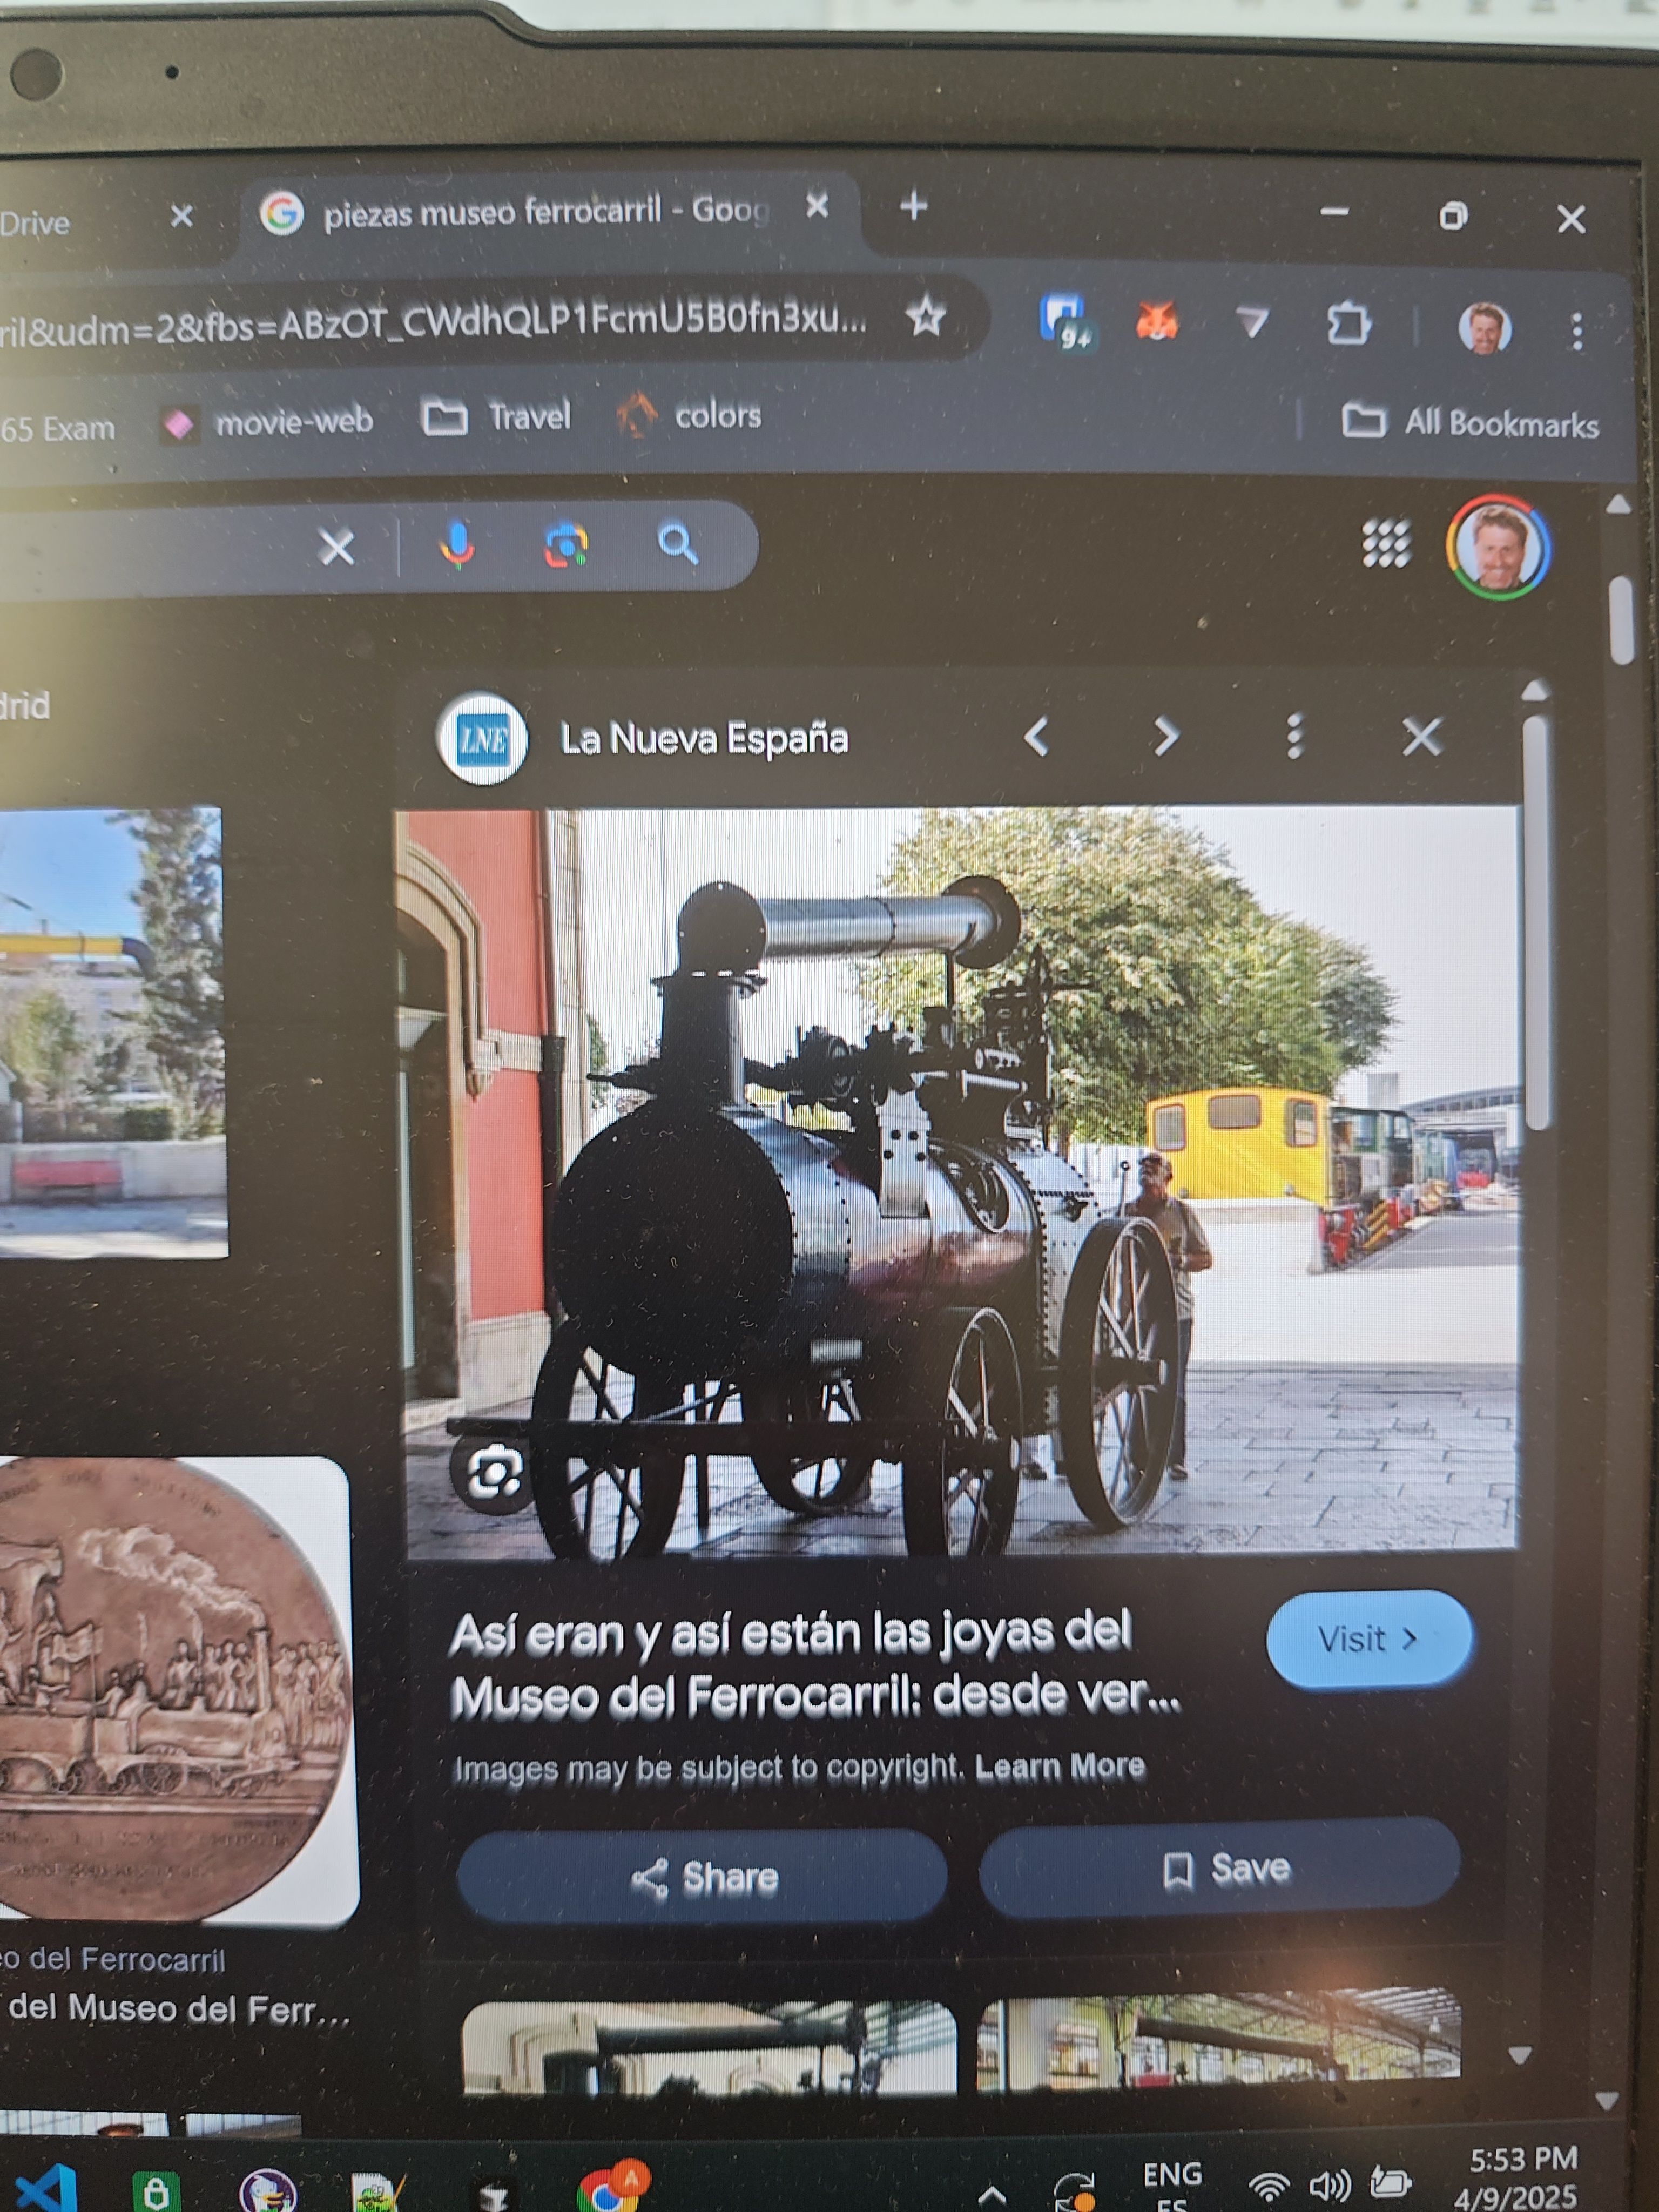 Drive
piezas museo ferrocarril - Goog
ril&udm=2&fbs=ABzOT_CWdhQLP1FcmU5B0fn3xu...
9+
65 Exam
movie-web
Travel
colors
All Bookmarks
drid
LNE
La Nueva España
Así eran y así están las joyas del
Museo del Ferrocarril: desde ver...
Visit
Images may be subject to copyright. Learn More
Share
Save
eo del Ferrocarril
del Museo del Ferr...
A
ENG
ES
5:53 PM
4/9/2025